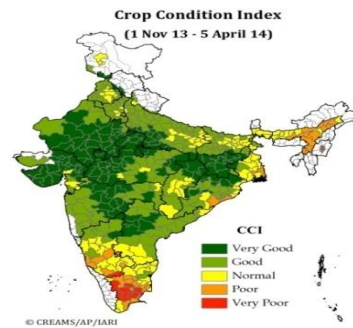 Crop Condition Index
(1 Nov 13 - 5 April 14)
CCI
Very Good
Good
Normal
Poor
Very Poor
© CREAMS/AP/IARI